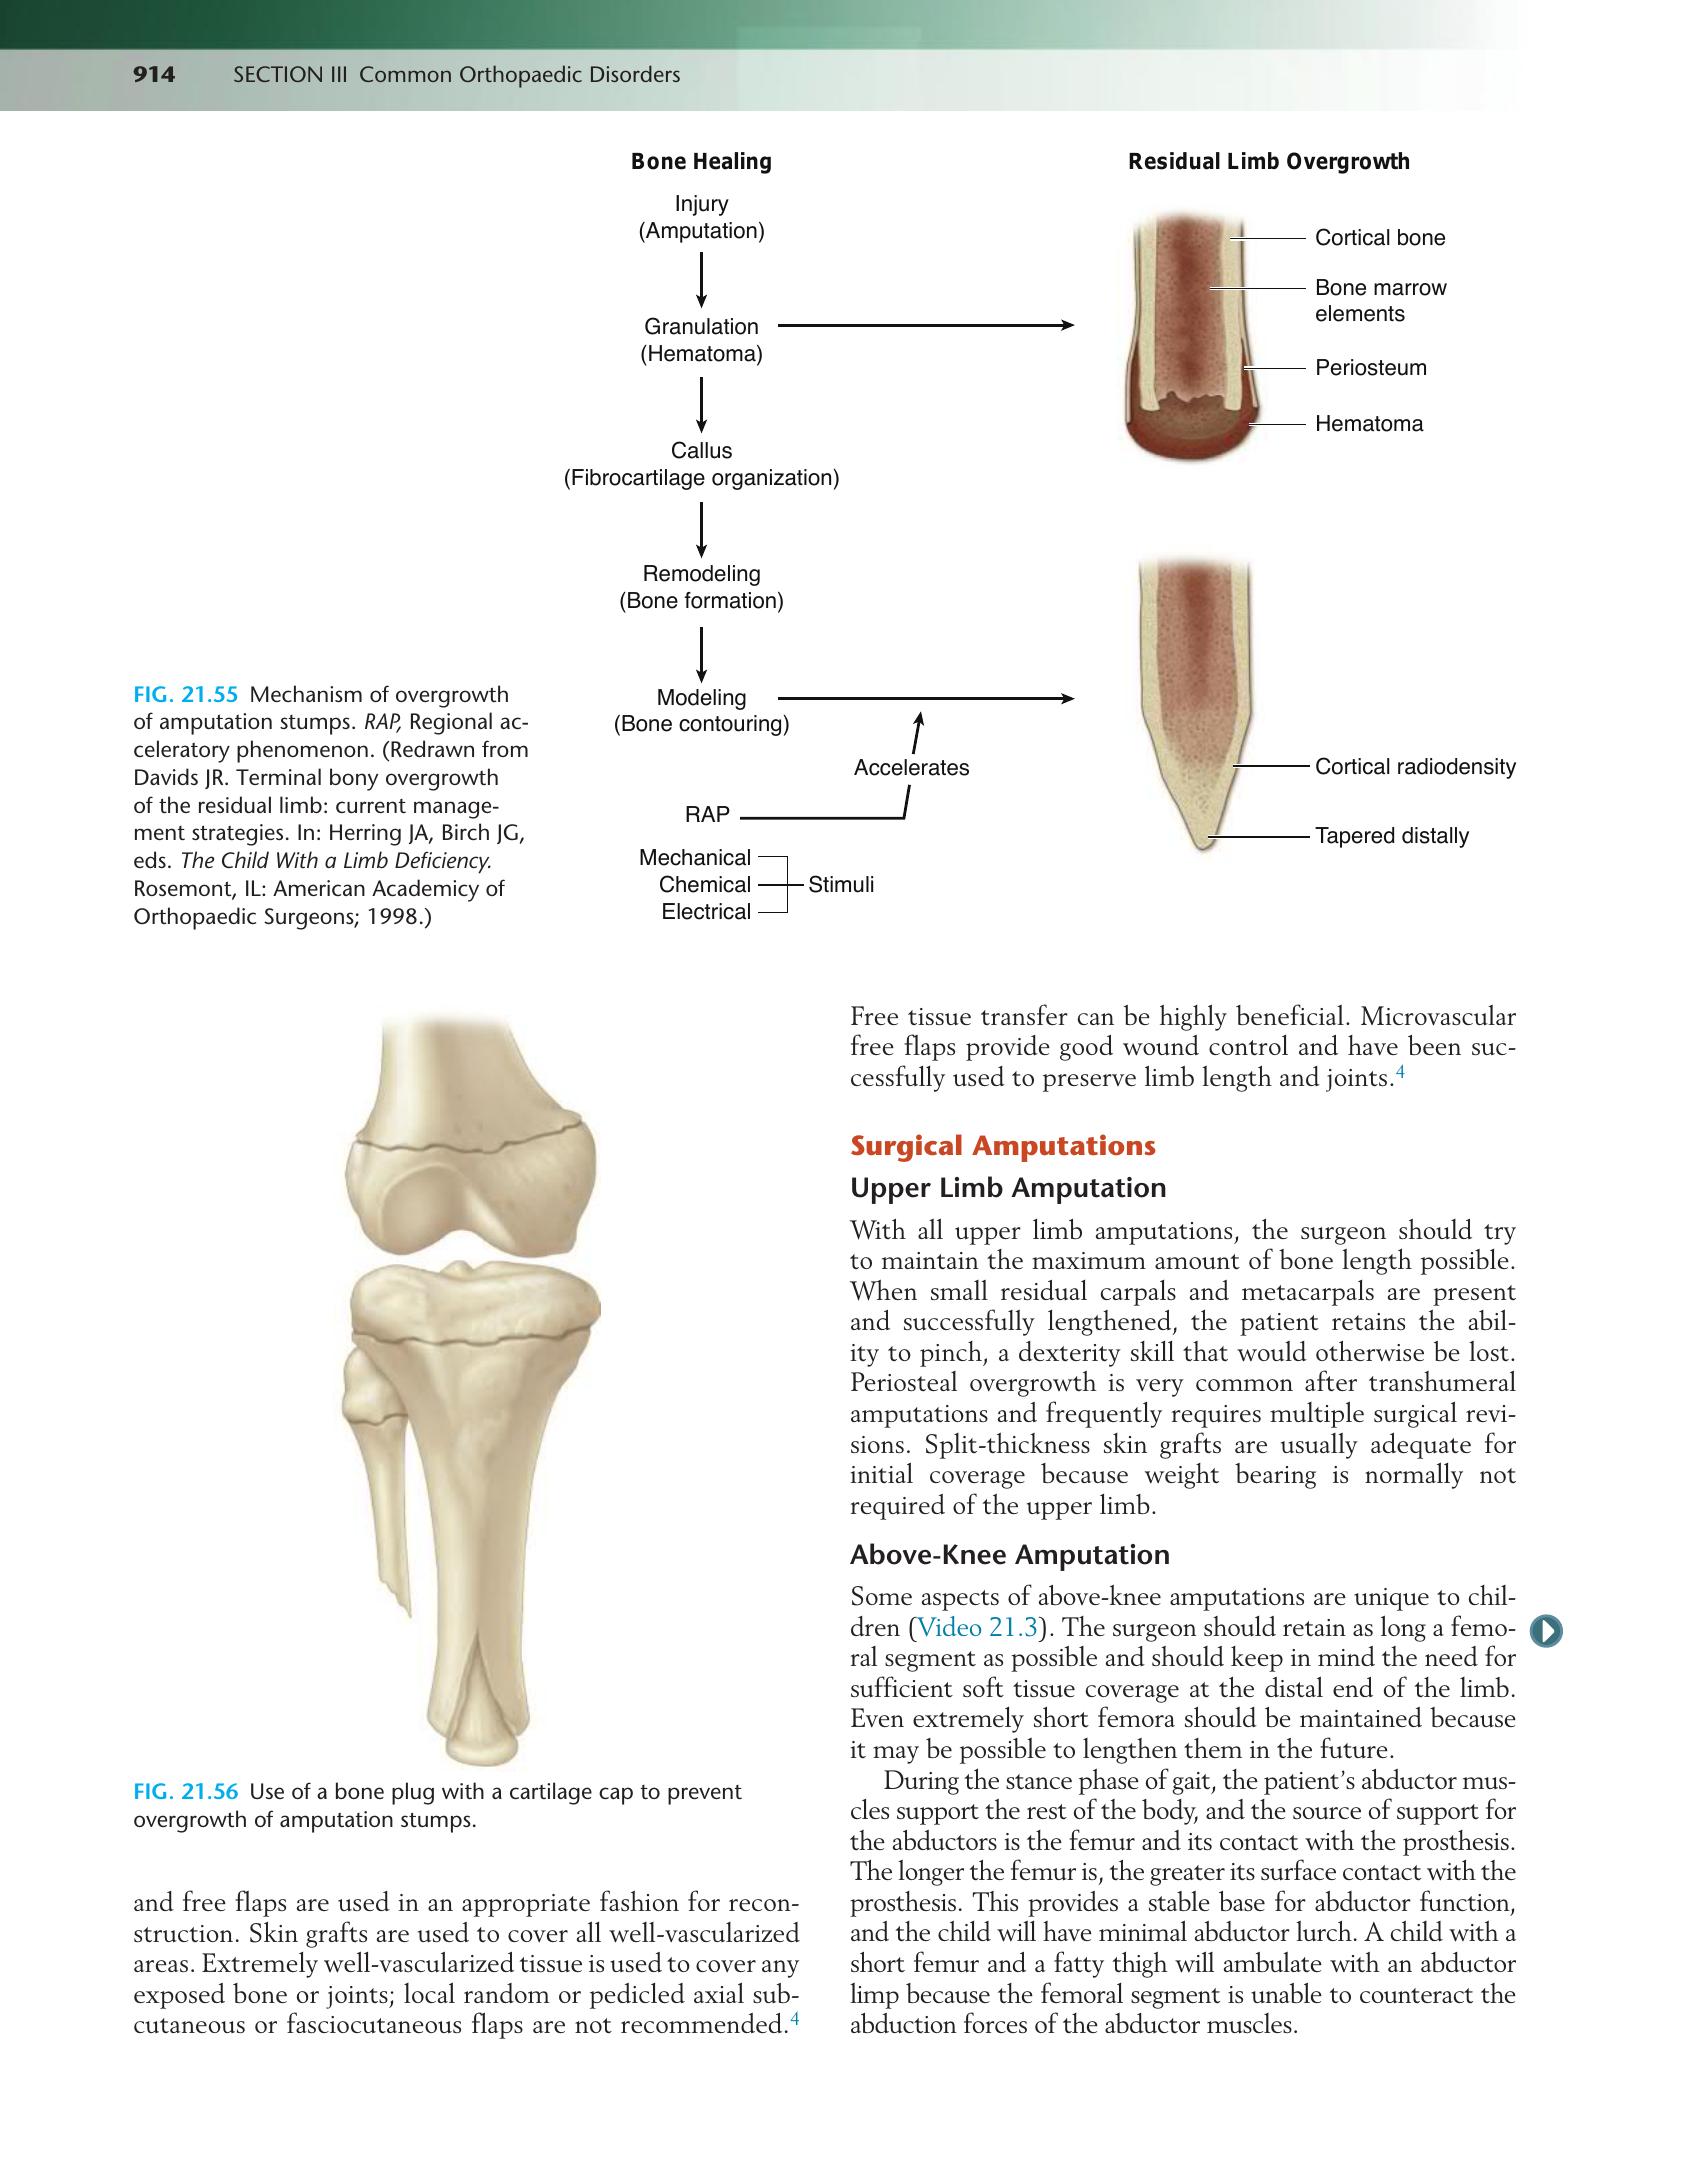 914 SECTION III Common Orthopaedic Disorders
Bone Healing
Injury
(Amputation)
Granulation
(Hematoma)
Callus
(Fibrocartilage organization)
Remodeling
(Bone formation)
Modeling
(Bone contouring)
Accelerates
RAP
Mechanical
Chemical
Electrical
Stimuli
Residual Limb Overgrowth
Cortical bone
Bone marrow
elements
Periosteum
Hematoma
Cortical radiodensity
Tapered distally
FIG. 21.55 Mechanism of overgrowth
of amputation stumps. RAP, Regional ac-
celeratory phenomenon. (Redrawn from
Davids JR. Terminal bony overgrowth
of the residual limb: current manage-
ment strategies. In: Herring JA, Birch JG,
eds. The Child With a Limb Deficiency.
Rosemont, IL: American Academicy of
Orthopaedic Surgeons; 1998.)
FIG. 21.56 Use of a bone plug with a cartilage cap to prevent
overgrowth of amputation stumps.
and free flaps are used in an appropriate fashion for recon-
struction. Skin grafts are used to cover all well-vascularized
areas. Extremely well-vascularized tissue is used to cover any
exposed bone or joints; local random or pedicled axial sub-
cutaneous or fasciocutaneous flaps are not recommended.4
Free tissue transfer can be highly beneficial. Microvascular
free flaps provide good wound control and have been suc-
cessfully used to preserve limb length and joints.4
Surgical Amputations
Upper Limb Amputation
With all upper limb amputations, the surgeon should try
to maintain the maximum amount of bone length possible.
When small residual carpals and metacarpals are present
and successfully lengthened, the patient retains the abil-
ity to pinch, a dexterity skill that would otherwise be lost.
Periosteal overgrowth is very common after transhumeral
amputations and frequently requires multiple surgical revi-
sions. Split-thickness skin grafts are usually adequate for
initial coverage because weight bearing is normally not
required of the upper limb.
Above-Knee Amputation
Some aspects of above-knee amputations are unique to chil-
dren (Video 21.3). The surgeon should retain as long a femo-
ral segment as possible and should keep in mind the need for
sufficient soft tissue coverage at the distal end of the limb.
Even extremely short femora should be maintained because
it may be possible to lengthen them in the future.
During the stance phase of gait, the patient's abductor mus-
cles support the rest of the body, and the source of support for
the abductors is the femur and its contact with the prosthesis.
The longer the femur is, the greater its surface contact with the
prosthesis. This provides a stable base for abductor function,
and the child will have minimal abductor lurch. A child with a
short femur and a fatty thigh will ambulate with an abductor
limp because the femoral segment is unable to counteract the
abduction forces of the abductor muscles.